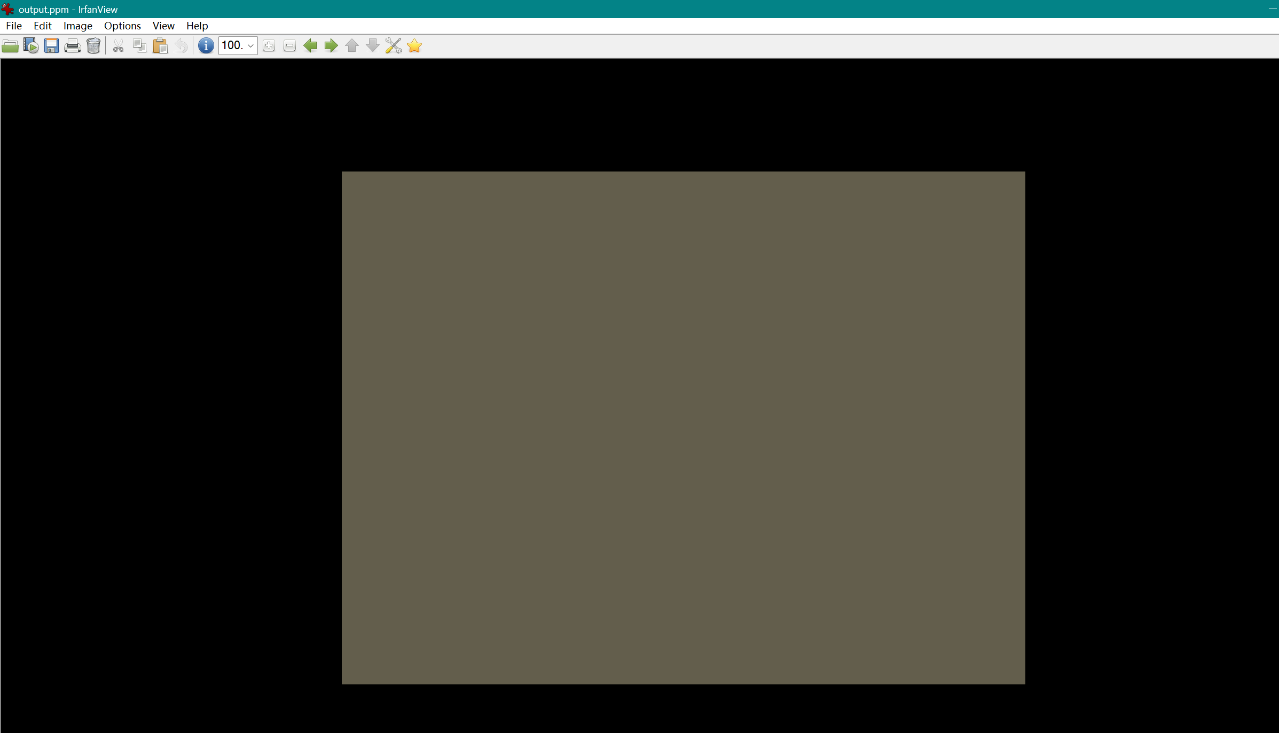 output.ppm - IrfanView
File Edit Image Options View Help
100.